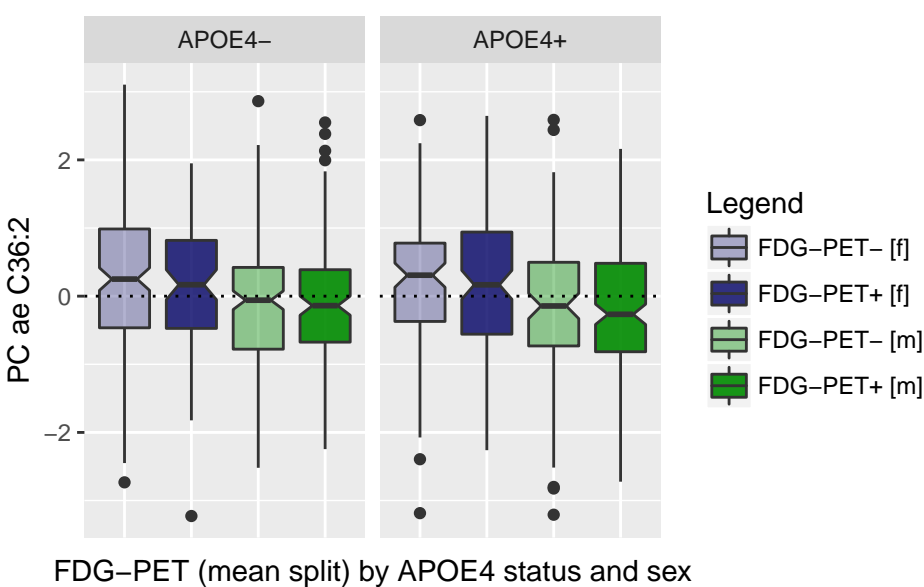 APOE4− APOE4+
PC ae C36:2
2
0
−2
Legend
FDG−PET− [f]
FDG−PET+ [f]
FDG−PET− [m]
FDG−PET+ [m]
FDG−PET (mean split) by APOE4 status and sex